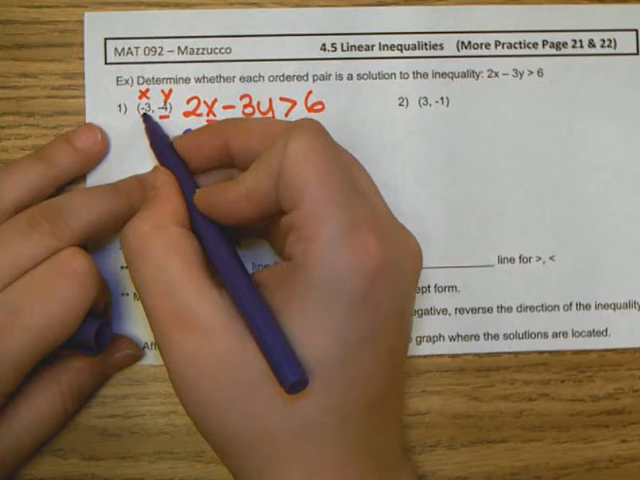 MAT 092 – Mazzucco 4.5 Linear Inequalities (More Practice Page 21 & 22)
Ex) Determine whether each ordered pair is a solution to the inequality: 2x – 3y > 6
x y
1) (-3, -4) 2x – 3y > 6 2) (3, -1)
line line for >, <
** ept form.
** egative, reverse the direction of the inequality
graph where the solutions are located.